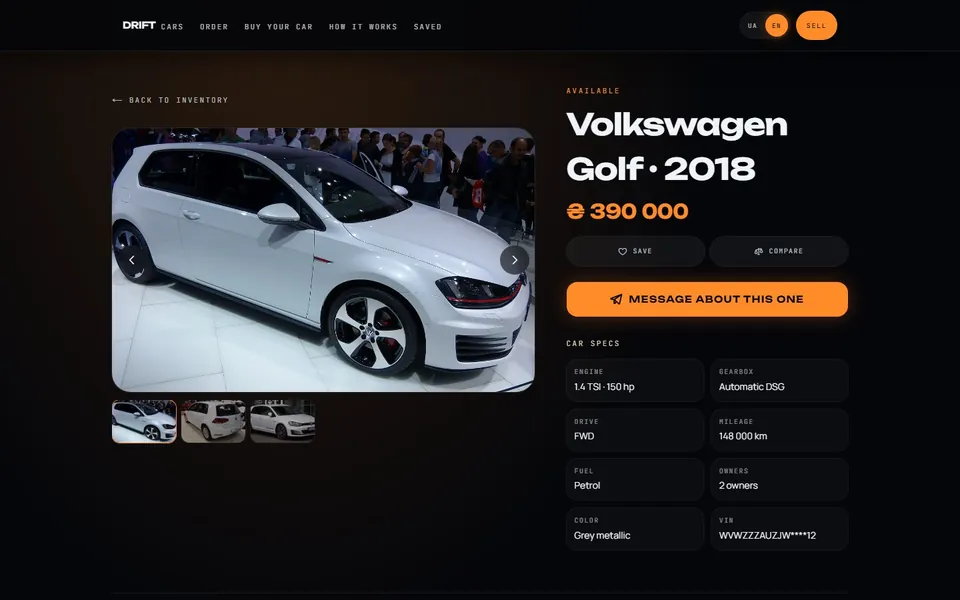 DRIFT CARS ORDER BUY YOUR CAR HOW IT WORKS SAVED UA EN SELL
← BACK TO INVENTORY
AVAILABLE
Volkswagen
Golf · 2018
₴ 390 000
SAVE COMPARE
MESSAGE ABOUT THIS ONE
CAR SPECS
ENGINE GEARBOX
1.4 TSI · 150 hp Automatic DSG
DRIVE MILEAGE
FWD 148 000 km
FUEL OWNERS
Petrol 2 owners
COLOR VIN
Grey metallic WVWZZZAUZJW****12